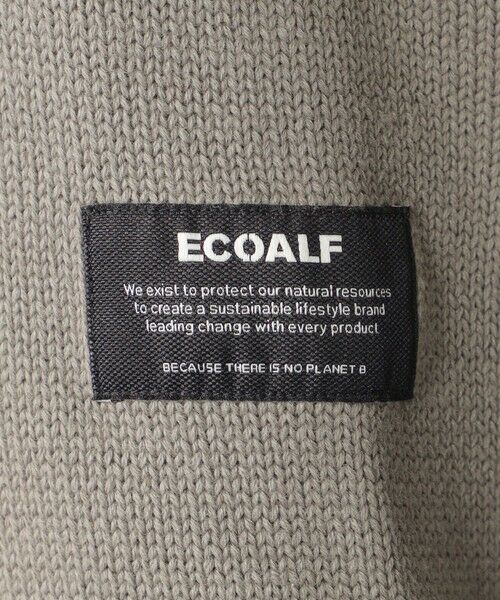 ECOALF
We exist to protect our natural resources
to create a sustainable lifestyle brand
leading change with every product
BECAUSE THERE IS NO PLANET B